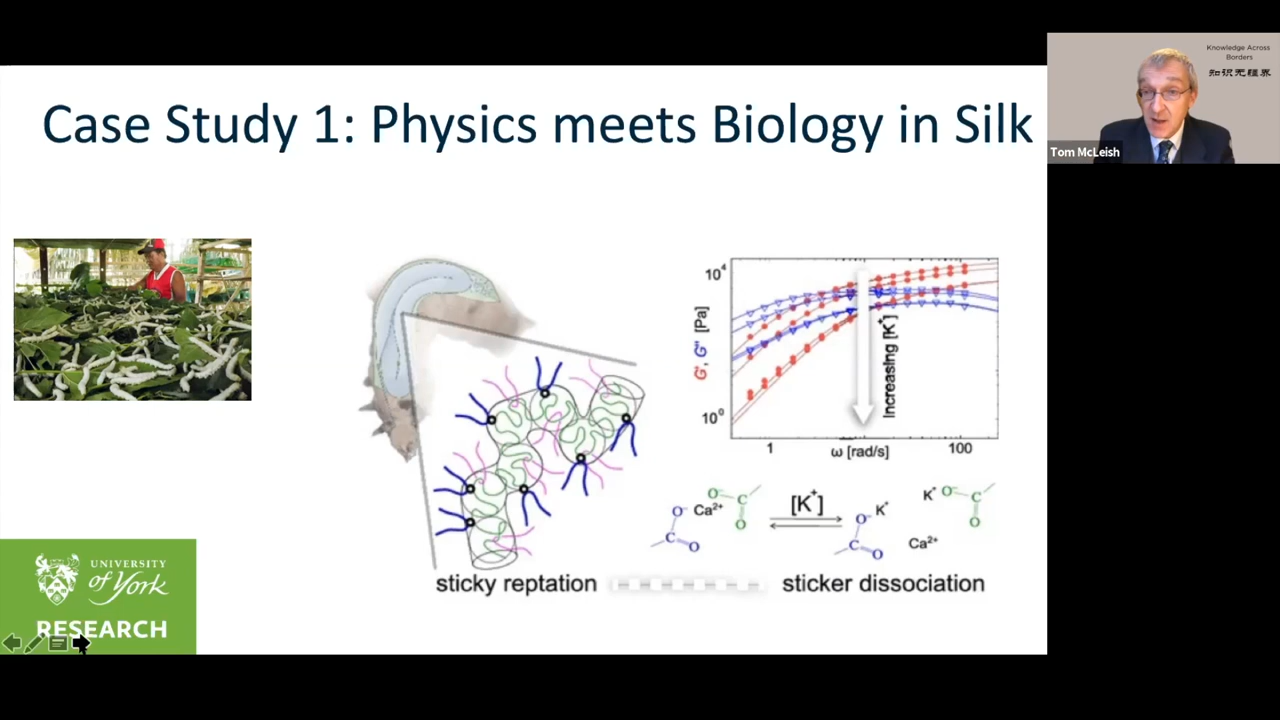 Case Study 1: Physics meets Biology in Silk
Knowledge Across
Borders
知识无疆界
Tom McLeish
10⁴
G', G'' [Pa]
10⁰
Increasing [K⁺]
1
ω [rad/s]
100
O⁻ Ca²⁺ O⁻ C O
C O
[K⁺]
O⁻ K⁺
C O
K⁺ O⁻ C
O
Ca²⁺
sticky reptation
sticker dissociation
UNIVERSITY
of York
RESEARCH